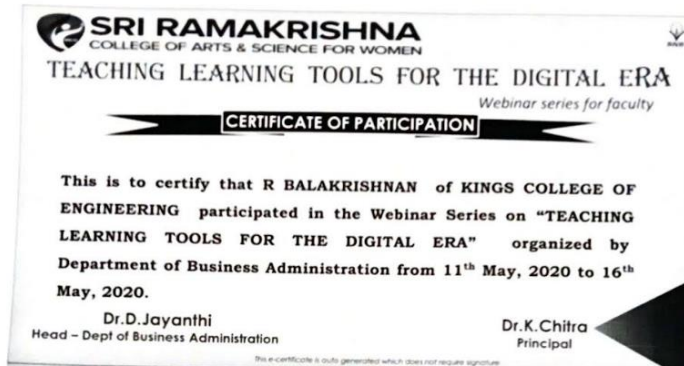 SRI RAMAKRISHNA
COLLEGE OF ARTS & SCIENCE FOR WOMEN
TEACHING LEARNING TOOLS FOR THE DIGITAL ERA
Webinar series for faculty
CERTIFICATE OF PARTICIPATION
This is to certify that R BALAKRISHNAN of KINGS COLLEGE OF
ENGINEERING participated in the Webinar Series on “TEACHING
LEARNING TOOLS FOR THE DIGITAL ERA” organized by
Department of Business Administration from 11th May, 2020 to 16th
May, 2020.
Dr.D.Jayanthi
Head – Dept of Business Administration
Dr.K.Chitra
Principal
This e-certificate is auto generated which does not require signature